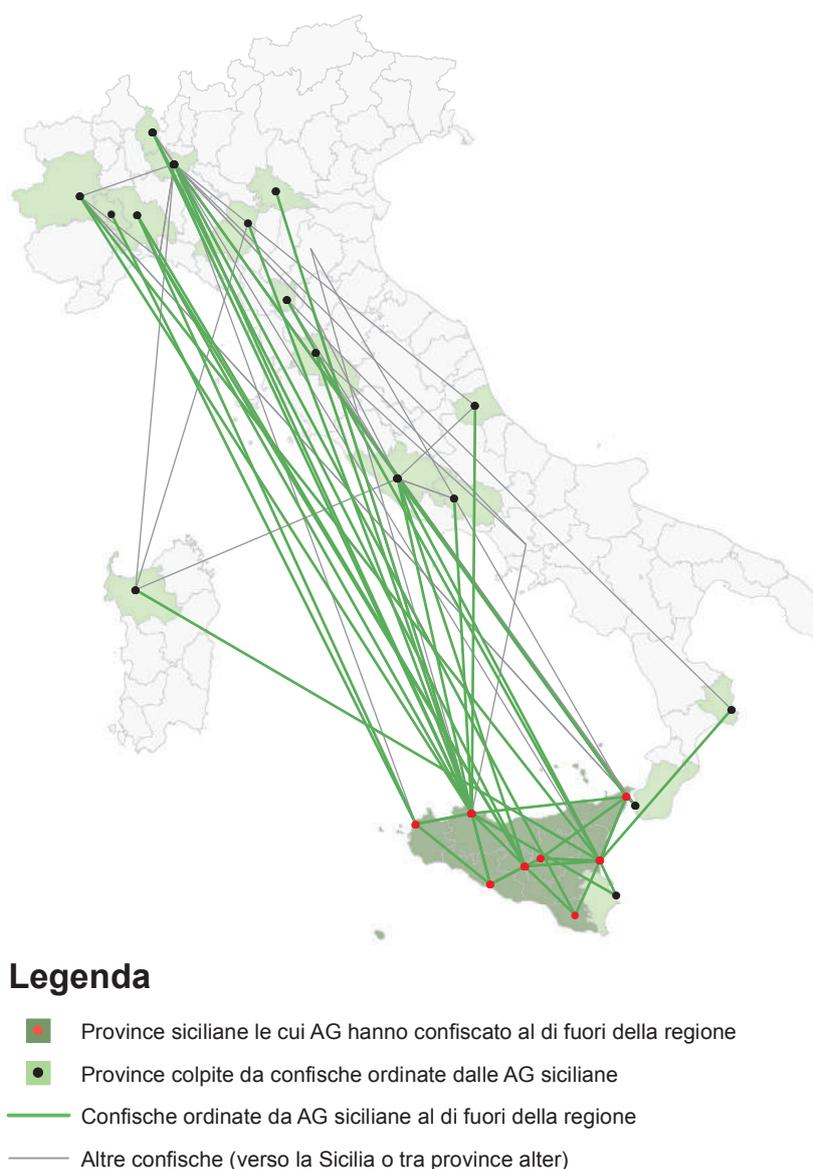 Legenda
Province siciliane le cui AG hanno confiscato al di fuori della regione
Province colpite da confische ordinate dalle AG siciliane
Confische ordinate da AG siciliane al di fuori della regione
Altre confische (verso la Sicilia o tra province alter)